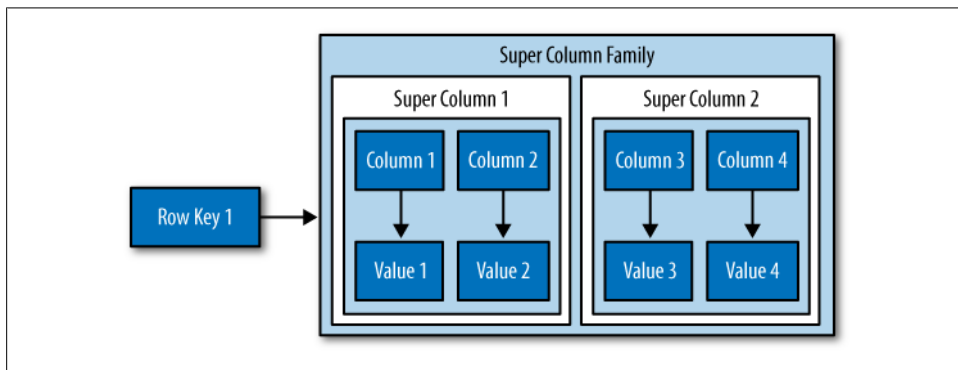 Super Column Family
Super Column 1
Super Column 2
Column 1
Column 2
Column 3
Column 4
Row Key 1
Value 1
Value 2
Value 3
Value 4